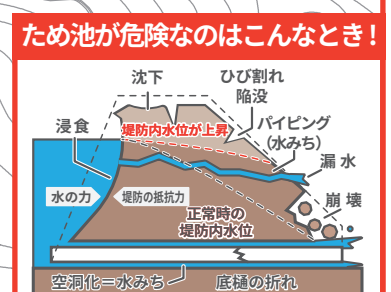 ため池が危険なのはこんなとき!
沈下
ひび割れ
陥没
浸食
堤防内水位が上昇
パイピング
(水みち)
漏水
水の力
堤防の抵抗力
崩壊
正常時の
堤防内水位
空洞化=水みち
底樋の折れ